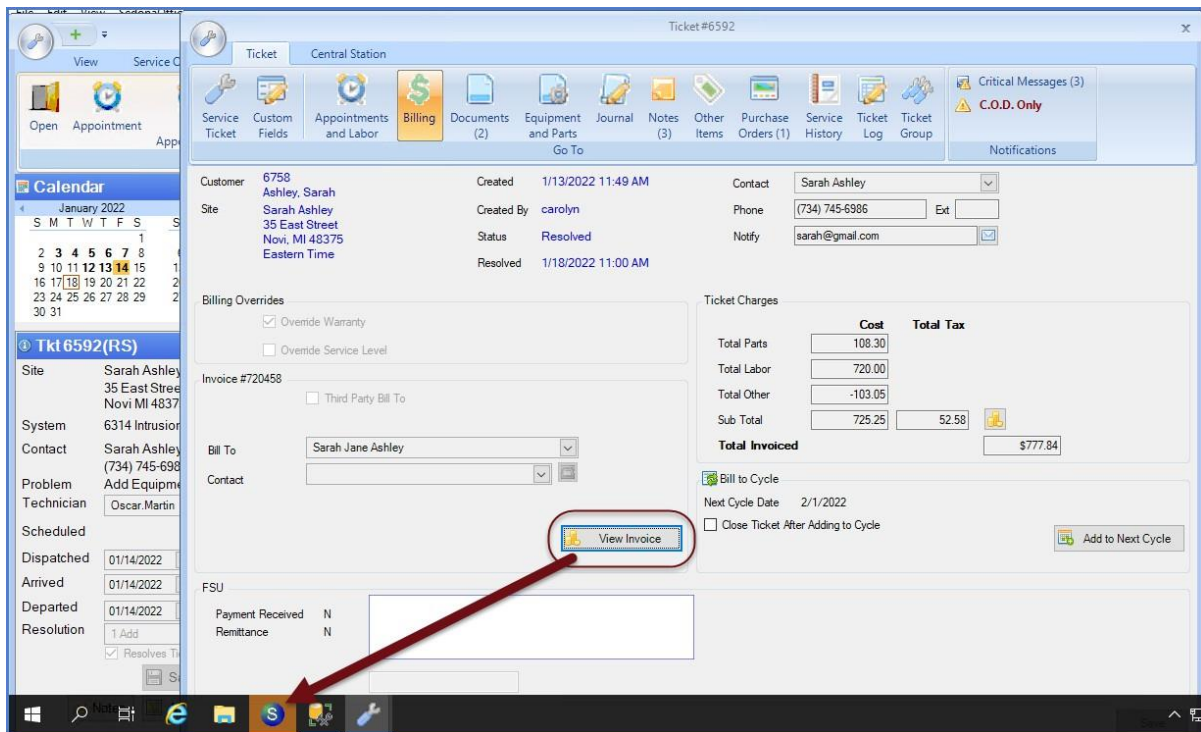 File Edit View SedonaOffic
Ticket #6592
x
View Service C
Ticket Central Station
Open Appointment
Appo
Service Ticket
Custom Fields
Appointments and Labor
Billing
Documents (2)
Equipment and Parts
Journal
Notes (3)
Other Items
Purchase Orders (1)
Service History
Ticket Log
Ticket Group
Critical Messages (3)
C.O.D. Only
Go To
Notifications
Calendar
January 2022
S M T W T F S S
1
2 3 4 5 6 7 8
9 10 11 12 13 14 15
16 17 18 19 20 21 22
23 24 25 26 27 28 29
30 31
Customer 6758
Ashley, Sarah
Site Sarah Ashley
35 East Street
Novi, MI 48375
Eastern Time
Created 1/13/2022 11:49 AM
Created By carolyn
Status Resolved
Resolved 1/18/2022 11:00 AM
Contact Sarah Ashley
Phone (734) 745-6986 Ext
Notify sarah@gmail.com
Billing Overrides
Override Warranty
Override Service Level
Ticket Charges
Cost Total Tax
Total Parts 108.30
Total Labor 720.00
Total Other -103.05
Sub Total 725.25 52.58
Total Invoiced $777.84
Invoice #720458
Third Party Bill To
Bill To Sarah Jane Ashley
Contact
View Invoice
Bill to Cycle
Next Cycle Date 2/1/2022
Close Ticket After Adding to Cycle
Add to Next Cycle
FSU
Payment Received N
Remittance N
Tkt 6592(RS)
Site Sarah Ashley
35 East Stree
Novi MI 4837
System 6314 Intrusion
Contact Sarah Ashley
(734) 745-698
Problem Add Equipme
Technician Oscar.Martin
Scheduled
Dispatched 01/14/2022
Arrived 01/14/2022
Departed 01/14/2022
Resolution 1 Add
Resolves Ti
Sa
S